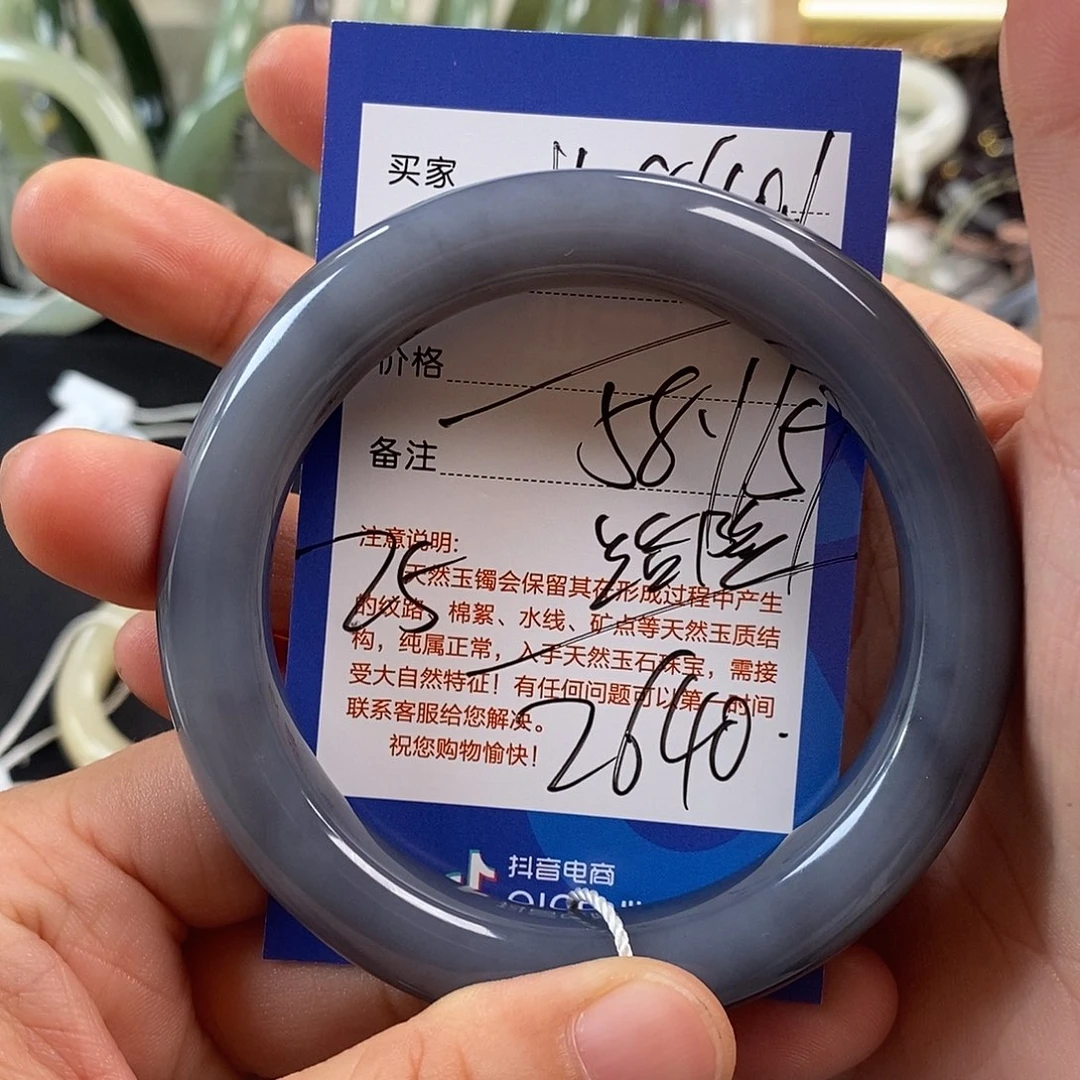 买家
价格
58.
备注
注意说明:
天然玉镯会保留其在形成过程中产生
的纹路、棉絮、水线、矿点等天然玉质结
构，纯属正常，入手天然玉石珠宝，需接
受大自然特征！有任何问题可以第一时间
联系客服给您解决。
祝您购物愉快！
2640.
抖音电商